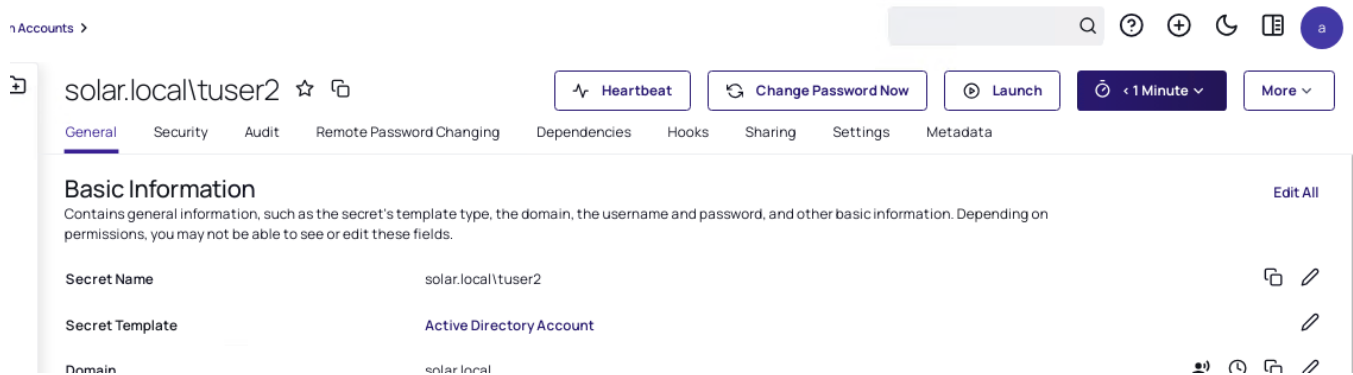 Accounts >
a
solar.local\tuser2
Heartbeat
Change Password Now
Launch
< 1 Minute
More
General Security Audit Remote Password Changing Dependencies Hooks Sharing Settings Metadata
Basic Information
Edit All
Contains general information, such as the secret's template type, the domain, the username and password, and other basic information. Depending on
permissions, you may not be able to see or edit these fields.
Secret Name solar.local\tuser2
Secret Template Active Directory Account
Domain solar.local